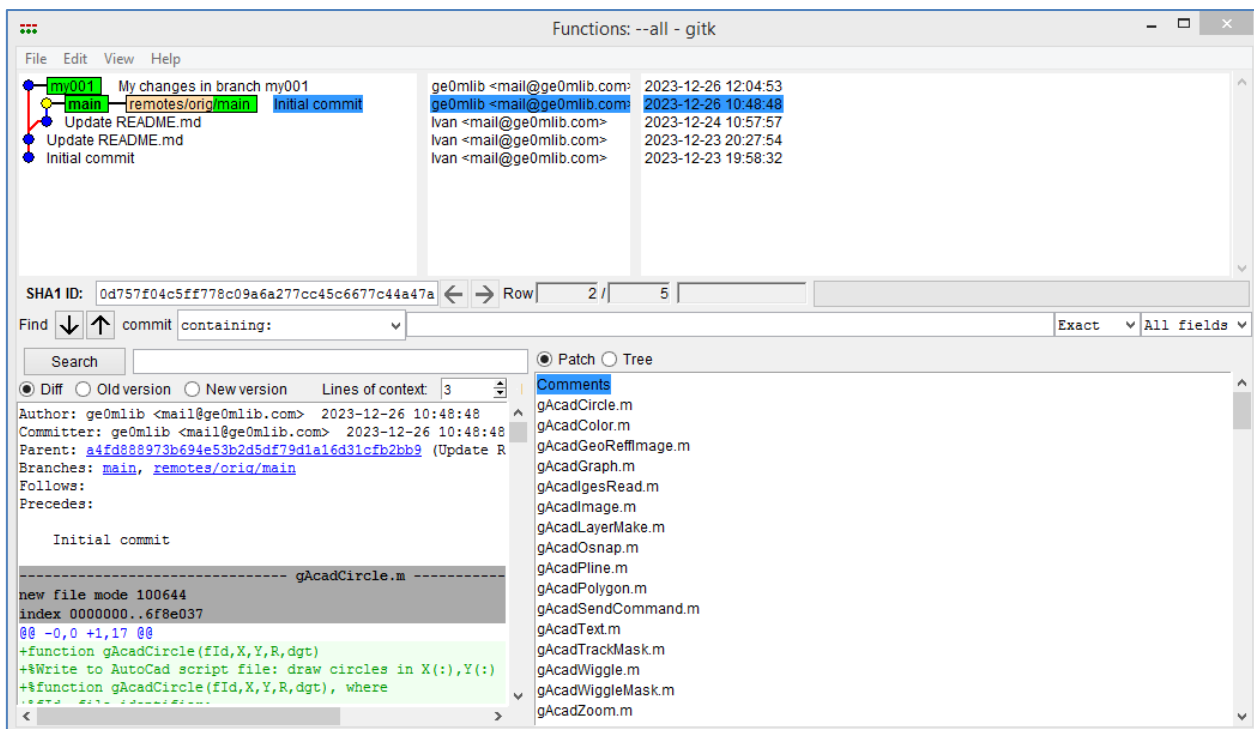 Functions: --all - gitk
File Edit View Help
my001 My changes in branch my001 ge0mlib <mail@ge0mlib.com> 2023-12-26 12:04:53
main remotes/orig/main Initial commit ge0mlib <mail@ge0mlib.com> 2023-12-26 10:48:48
Update README.md Ivan <mail@ge0mlib.com> 2023-12-24 10:57:57
Update README.md Ivan <mail@ge0mlib.com> 2023-12-23 20:27:54
Initial commit Ivan <mail@ge0mlib.com> 2023-12-23 19:58:32
SHA1 ID: 0d757f04c5ff778c09a6a277cc45c6677c44a47a Row 2 / 5
Find commit containing: Exact All fields
Search
Diff Old version New version Lines of context: 3
Author: ge0mlib <mail@ge0mlib.com> 2023-12-26 10:48:48
Committer: ge0mlib <mail@ge0mlib.com> 2023-12-26 10:48:48
Parent: a4fd888973b694e53b2d5df79d1a16d31cfb2bb9 (Update R
Branches: main, remotes/orig/main
Follows:
Precedes:
Initial commit
------------------------------- gAcadCircle.m -----------
new file mode 100644
index 0000000..6f8e037
@@ -0,0 +1,17 @@
+function gAcadCircle(fId,X,Y,R,dgt)
+%Write to AutoCad script file: draw circles in X(:),Y(:)
+%function gAcadCircle(fId,X,Y,R,dgt), where
Patch Tree
Comments
gAcadCircle.m
gAcadColor.m
gAcadGeoReffImage.m
gAcadGraph.m
gAcadIgesRead.m
gAcadImage.m
gAcadLayerMake.m
gAcadOsnap.m
gAcadPline.m
gAcadPolygon.m
gAcadSendCommand.m
gAcadText.m
gAcadTrackMask.m
gAcadWiggle.m
gAcadWiggleMask.m
gAcadZoom.m